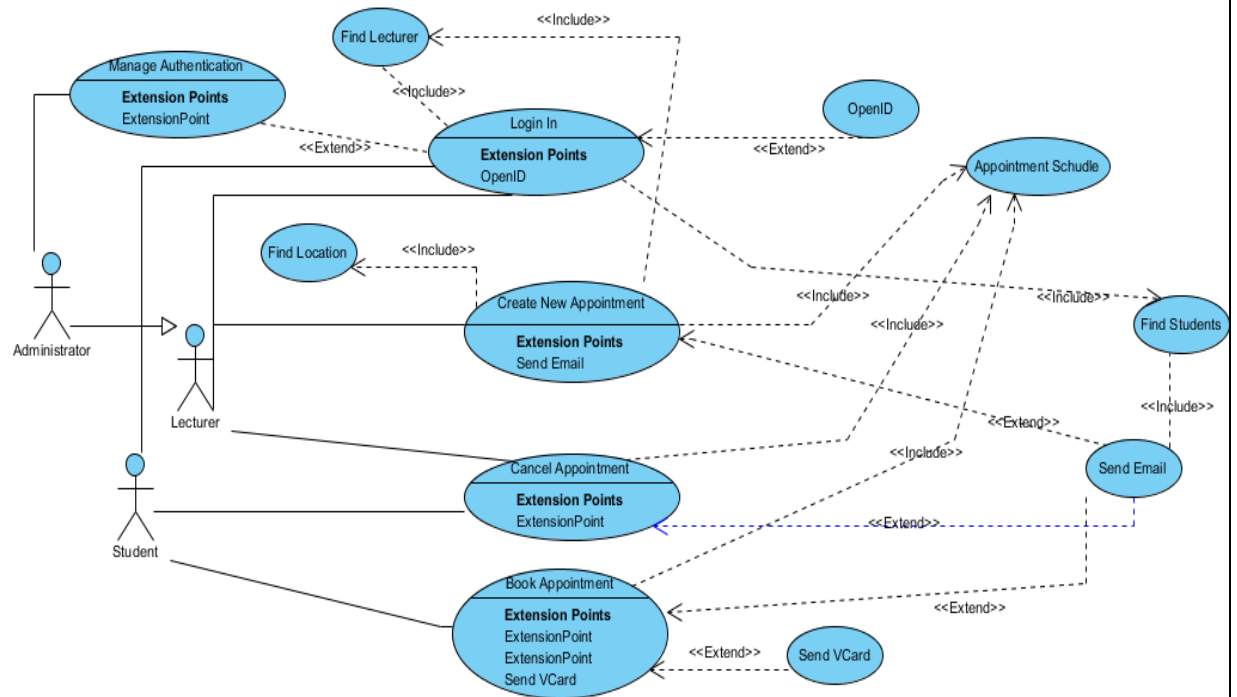 <<Include>>
Find Lecturer
Manage Authentication
Extension Points
ExtensionPoint
<<Include>>
OpenID
Login In
<<Extend>>
<<Extend>>
Extension Points
OpenID
Appointment Schudle
Find Location
<<Include>>
Create New Appointment
<<Include>>
<<Include>>
Extension Points
Send Email
<<Include>>
Find Students
Administrator
Lecturer
<<Include>>
<<Extend>>
<<Include>>
Cancel Appointment
Send Email
Extension Points
ExtensionPoint
<<Extend>>
Student
Book Appointment
Extension Points
ExtensionPoint
ExtensionPoint
Send VCard
<<Extend>>
<<Extend>>
Send VCard